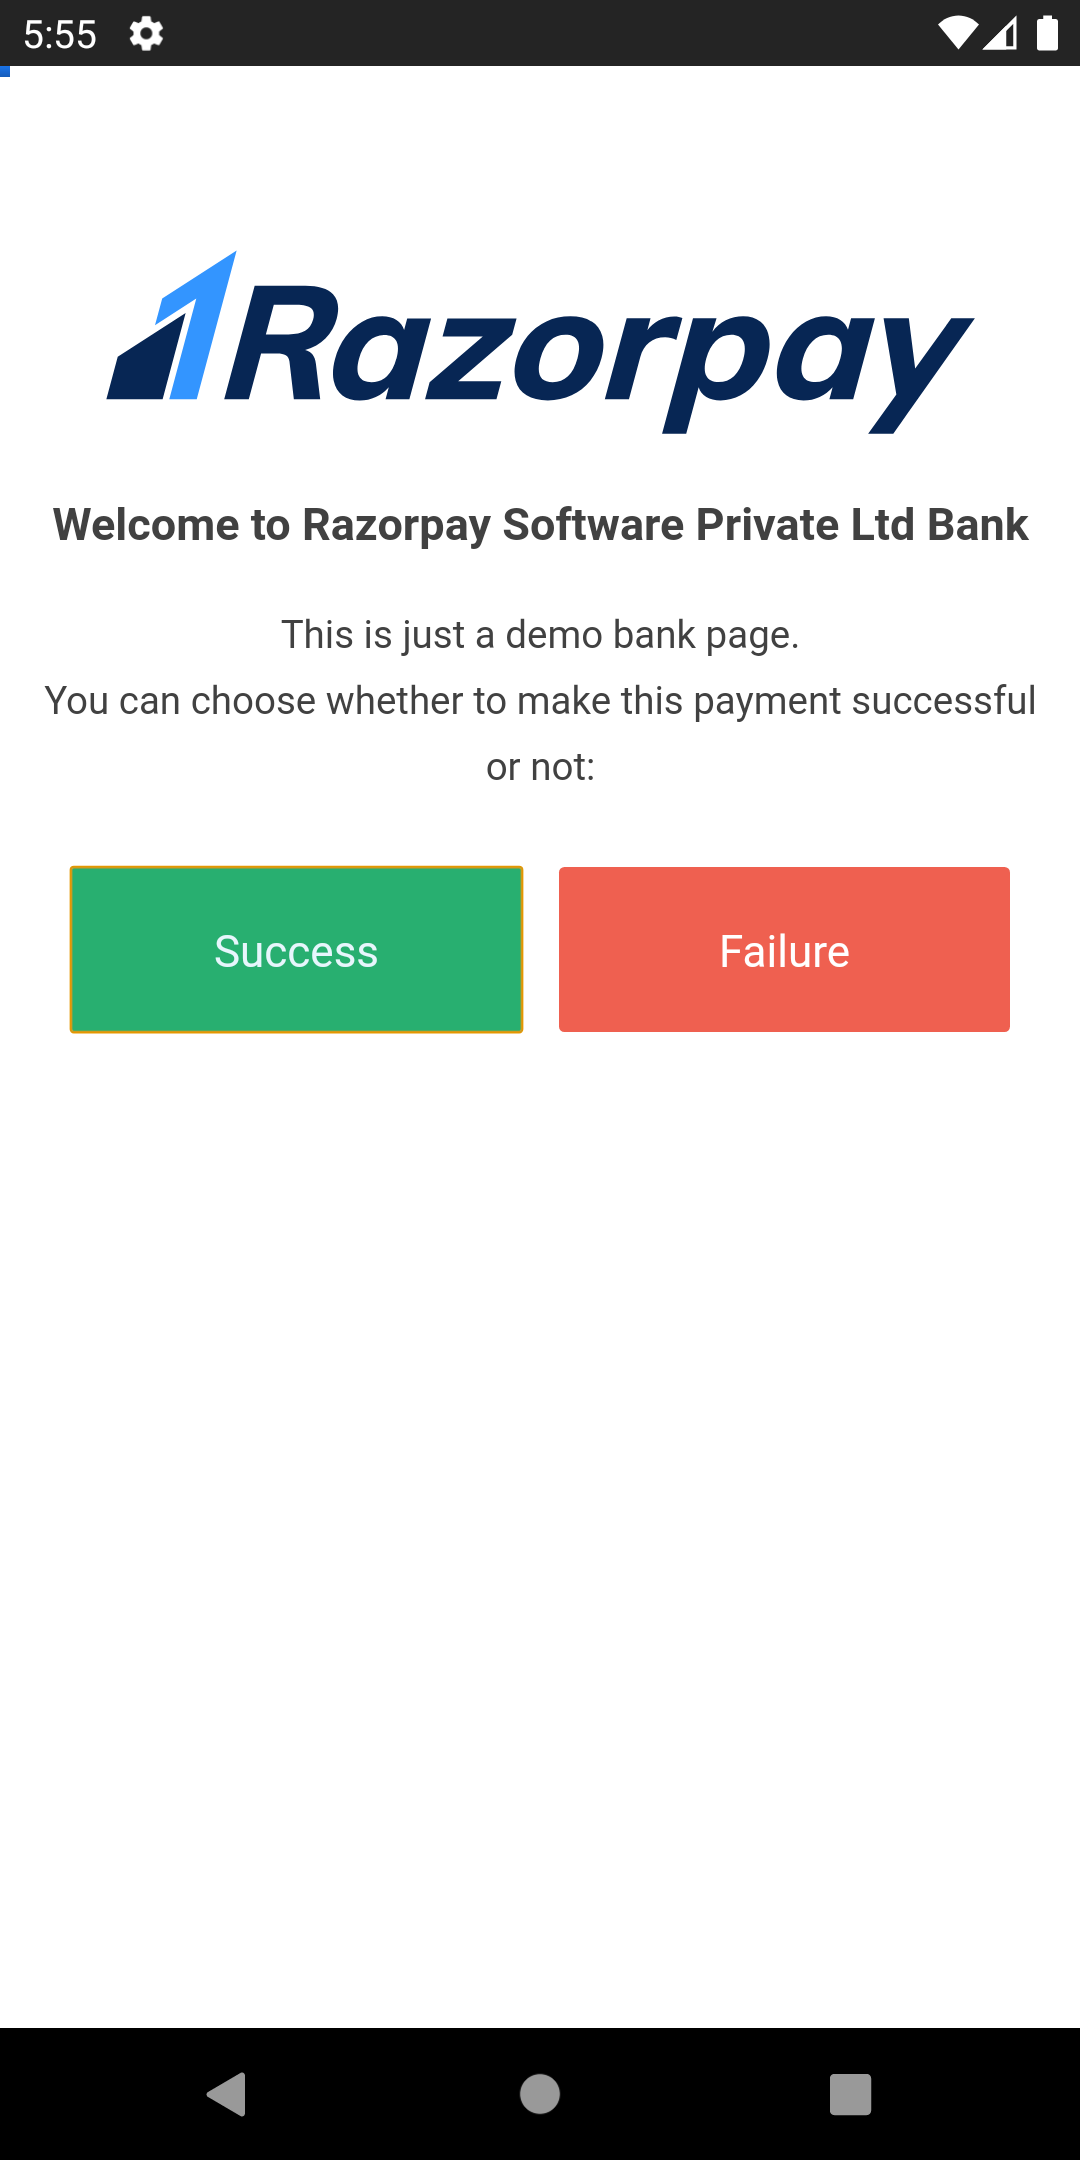 5:55
Razorpay
Welcome to Razorpay Software Private Ltd Bank
This is just a demo bank page.
You can choose whether to make this payment successful
or not:
Success
Failure